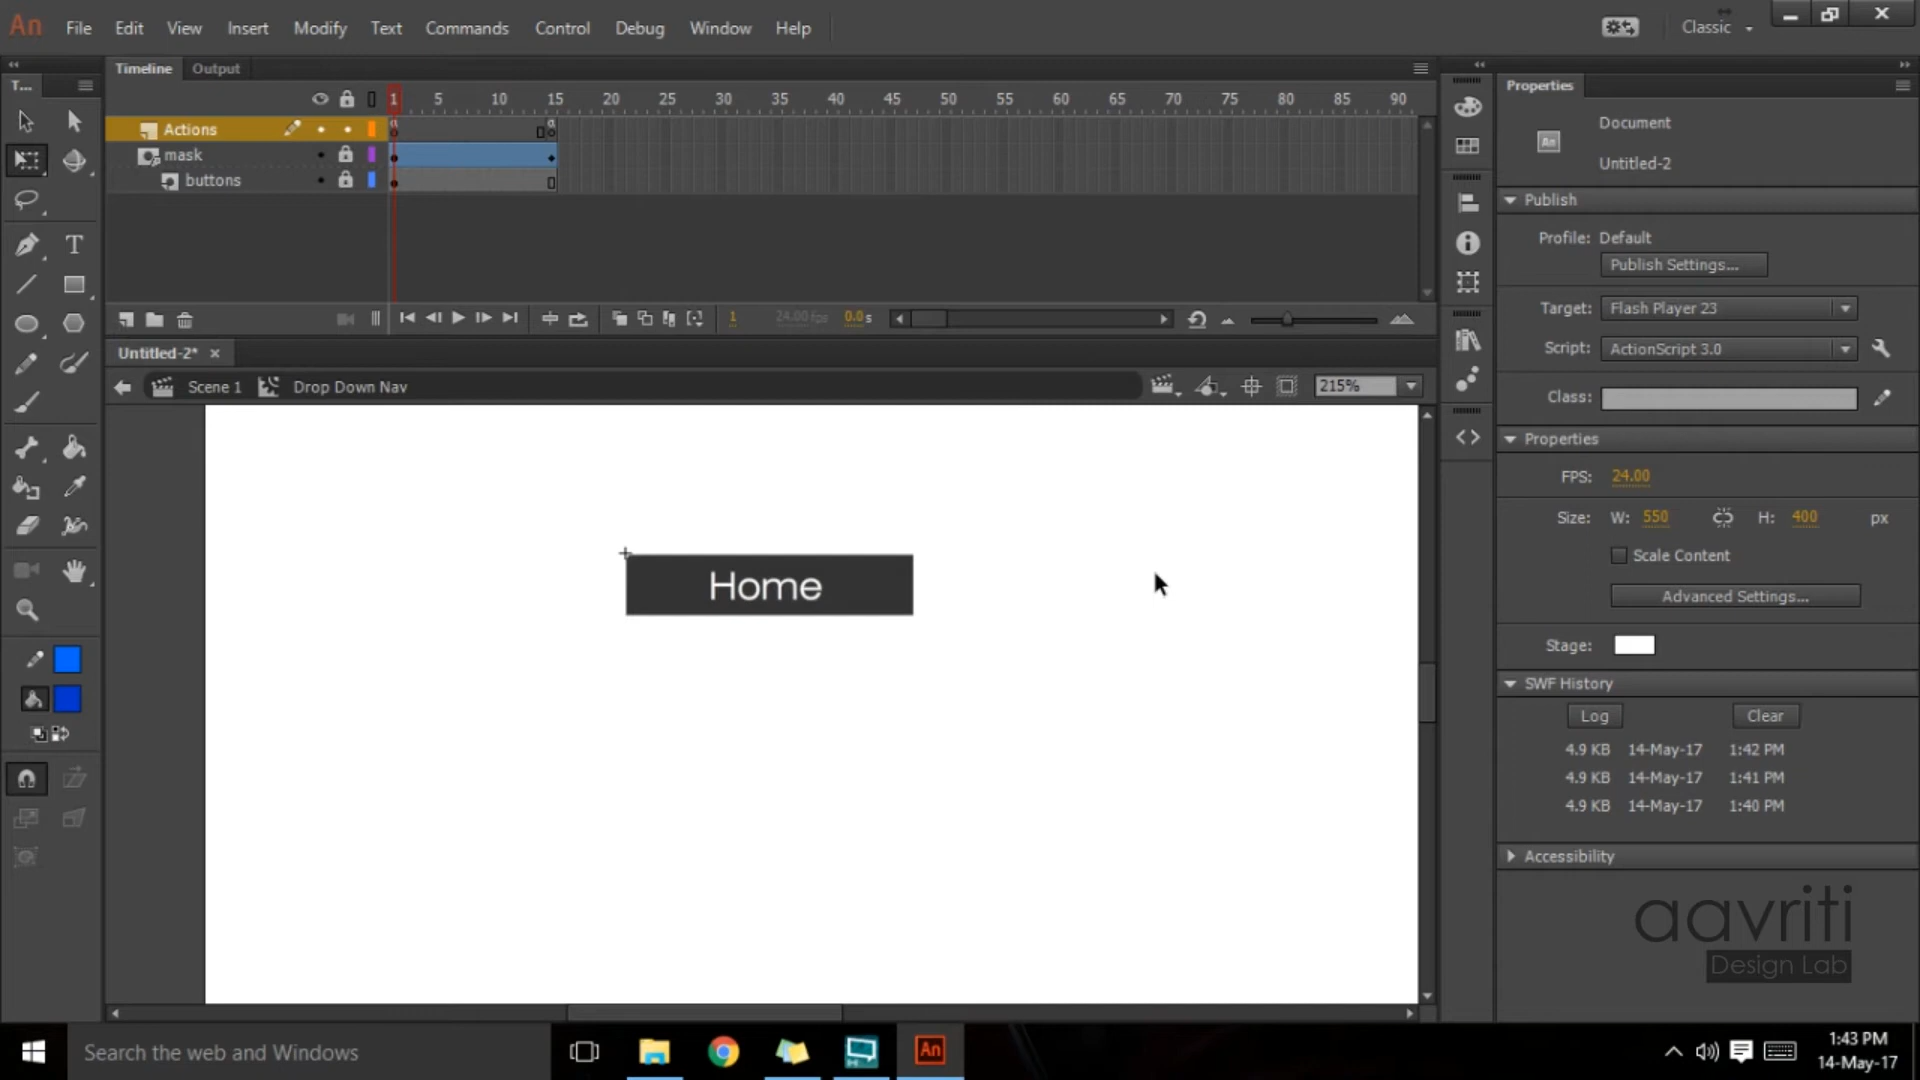 An File Edit View Insert Modify Text Commands Control Debug Window Help Classic
T... Timeline Output Properties
1 5 10 15 20 25 30 35 40 45 50 55 60 65 70 75 80 85 90
Actions
mask
buttons
1 24.00 fps 0.0 s
Untitled-2*
Scene 1 Drop Down Nav 215%
Home
Document
An
Untitled-2
Publish
Profile: Default
Publish Settings...
Target: Flash Player 23
Script: ActionScript 3.0
Class:
Properties
FPS: 24.00
Size: W: 550 H: 400 px
Scale Content
Advanced Settings...
Stage:
SWF History
Log Clear
4.9 KB 14-May-17 1:42 PM
4.9 KB 14-May-17 1:41 PM
4.9 KB 14-May-17 1:40 PM
Accessibility
aavriti
Design Lab
Search the web and Windows
An
1:43 PM
14-May-17